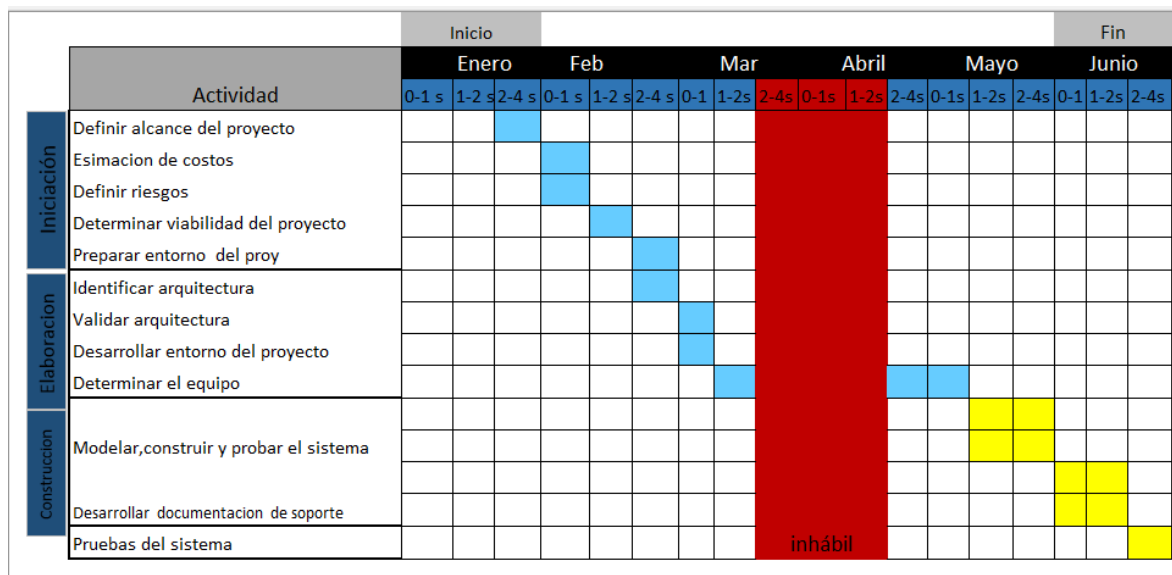 Inicio Fin
Enero Feb Mar Abril Mayo Junio
Actividad 0-1 s 1-2 s 2-4 s 0-1 s 1-2 s 2-4 s 0-1 1-2s 2-4s 0-1s 1-2s 2-4s 0-1s 1-2s 2-4s 0-1 1-2s 2-4s
Iniciación
Definir alcance del proyecto
Esimacion de costos
Definir riesgos
Determinar viabilidad del proyecto
Preparar entorno del proy
Elaboracion
Identificar arquitectura
Validar arquitectura
Desarrollar entorno del proyecto
Determinar el equipo
Construccion
Modelar,construir y probar el sistema
Desarrollar documentacion de soporte
Pruebas del sistema
inhábil